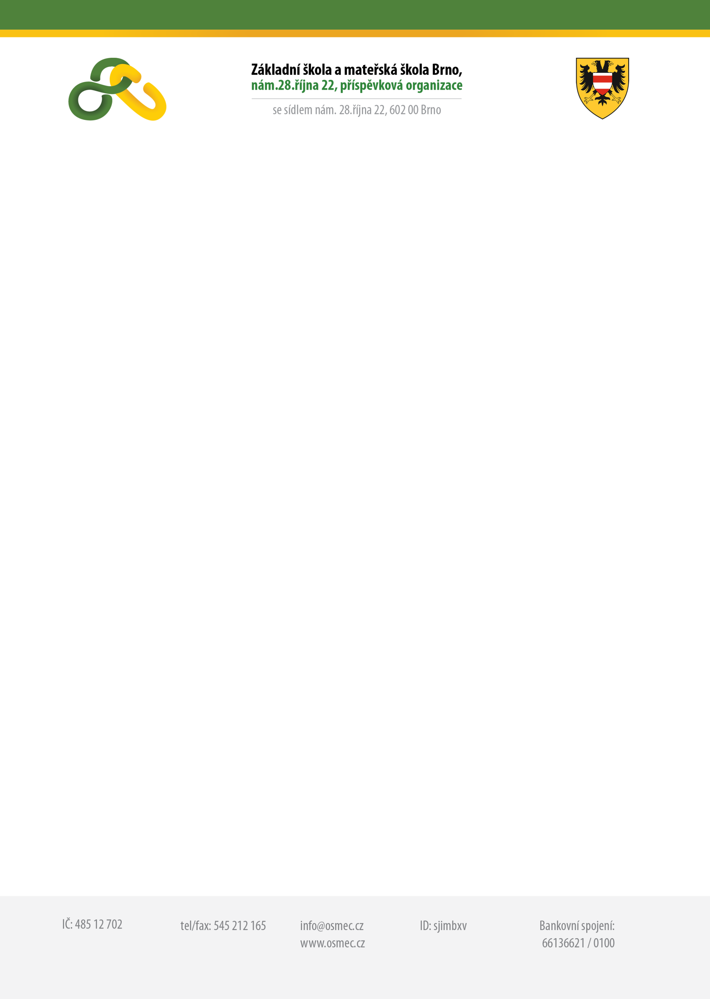 Základní škola a mateřská škola Brno,
nám.28.října 22, příspěvková organizace
se sídlem nám. 28.října 22, 602 00 Brno
IČ: 485 12 702
tel/fax: 545 212 165
info@osmec.cz
www.osmec.cz
ID: sjimbxv
Bankovní spojení:
66136621 / 0100